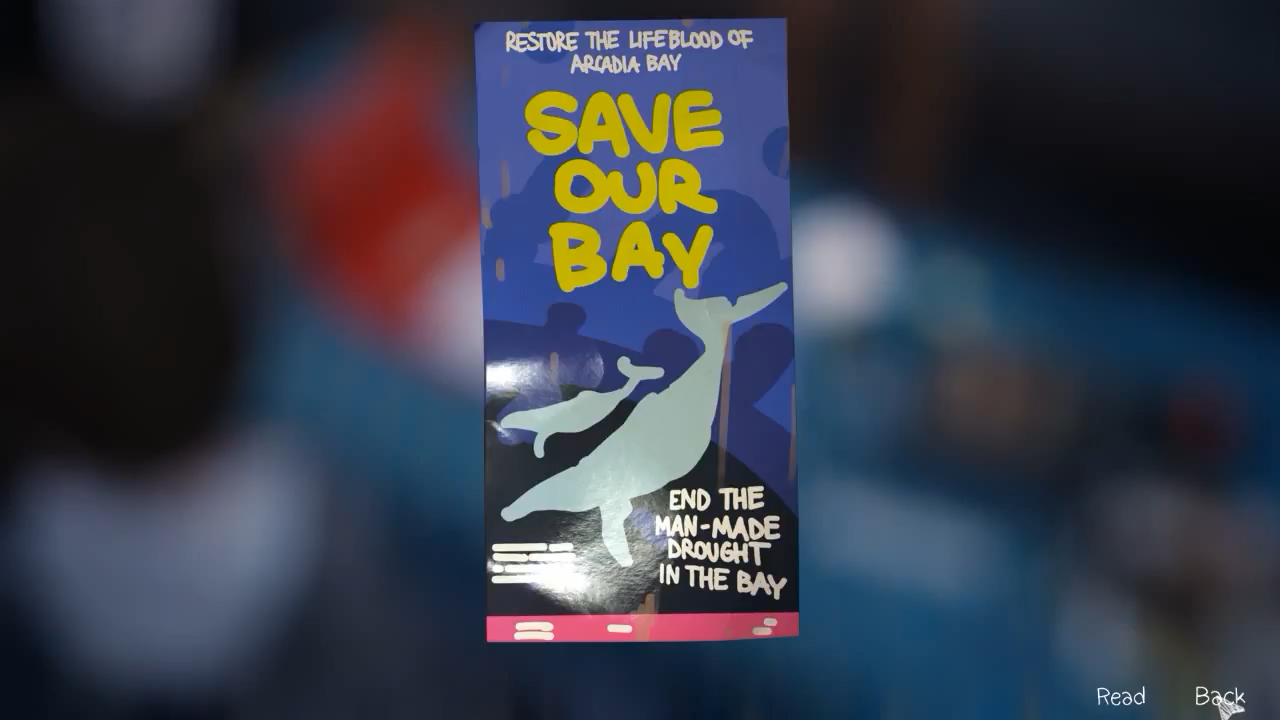 RESTORE THE LIFEBLOOD OF
ARCADIA BAY
SAVE
OUR
BAY
END THE
MAN-MADE
DROUGHT
IN THE BAY
Read Back